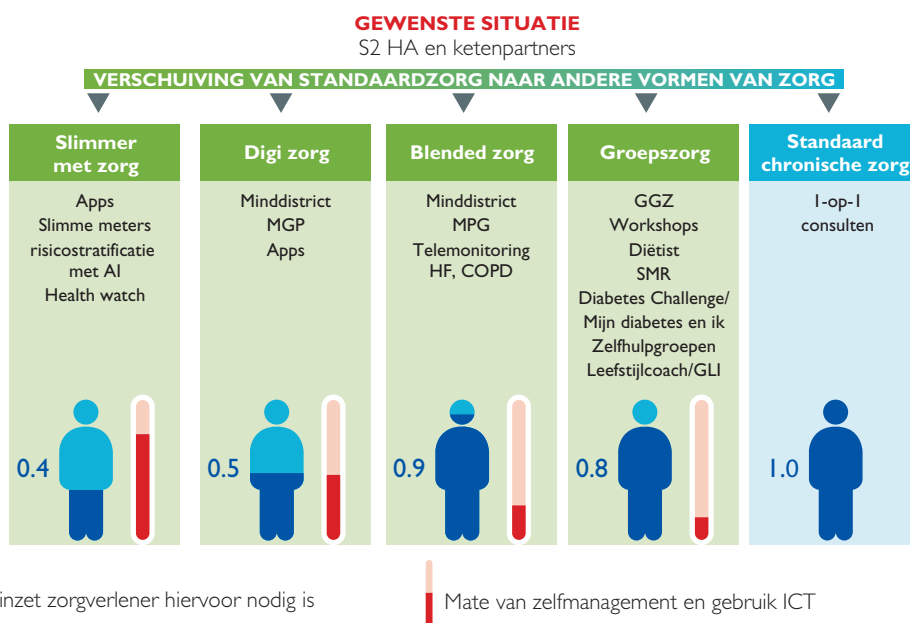 GEWENSTE SITUATIE
S2 HA en ketenpartners
VERSCHUIVING VAN STANDAARDZORG NAAR ANDERE VORMEN VAN ZORG
Slimmer
met zorg
Apps
Slimme meters
risicostratificatie
met AI
Health watch
0.4
Digi zorg
Minddistrict
MGP
Apps
0.5
Blended zorg
Minddistrict
MPG
Telemonitoring
HF, COPD
0.9
Groepszorg
GGZ
Workshops
Diëtist
SMR
Diabetes Challenge/
Mijn diabetes en ik
Zelfhulpgroepen
Leefstijlcoach/GLI
0.8
Standaard
chronische zorg
1-op-1
consulten
1.0
inzet zorgverlener hiervoor nodig is
Mate van zelfmanagement en gebruik ICT